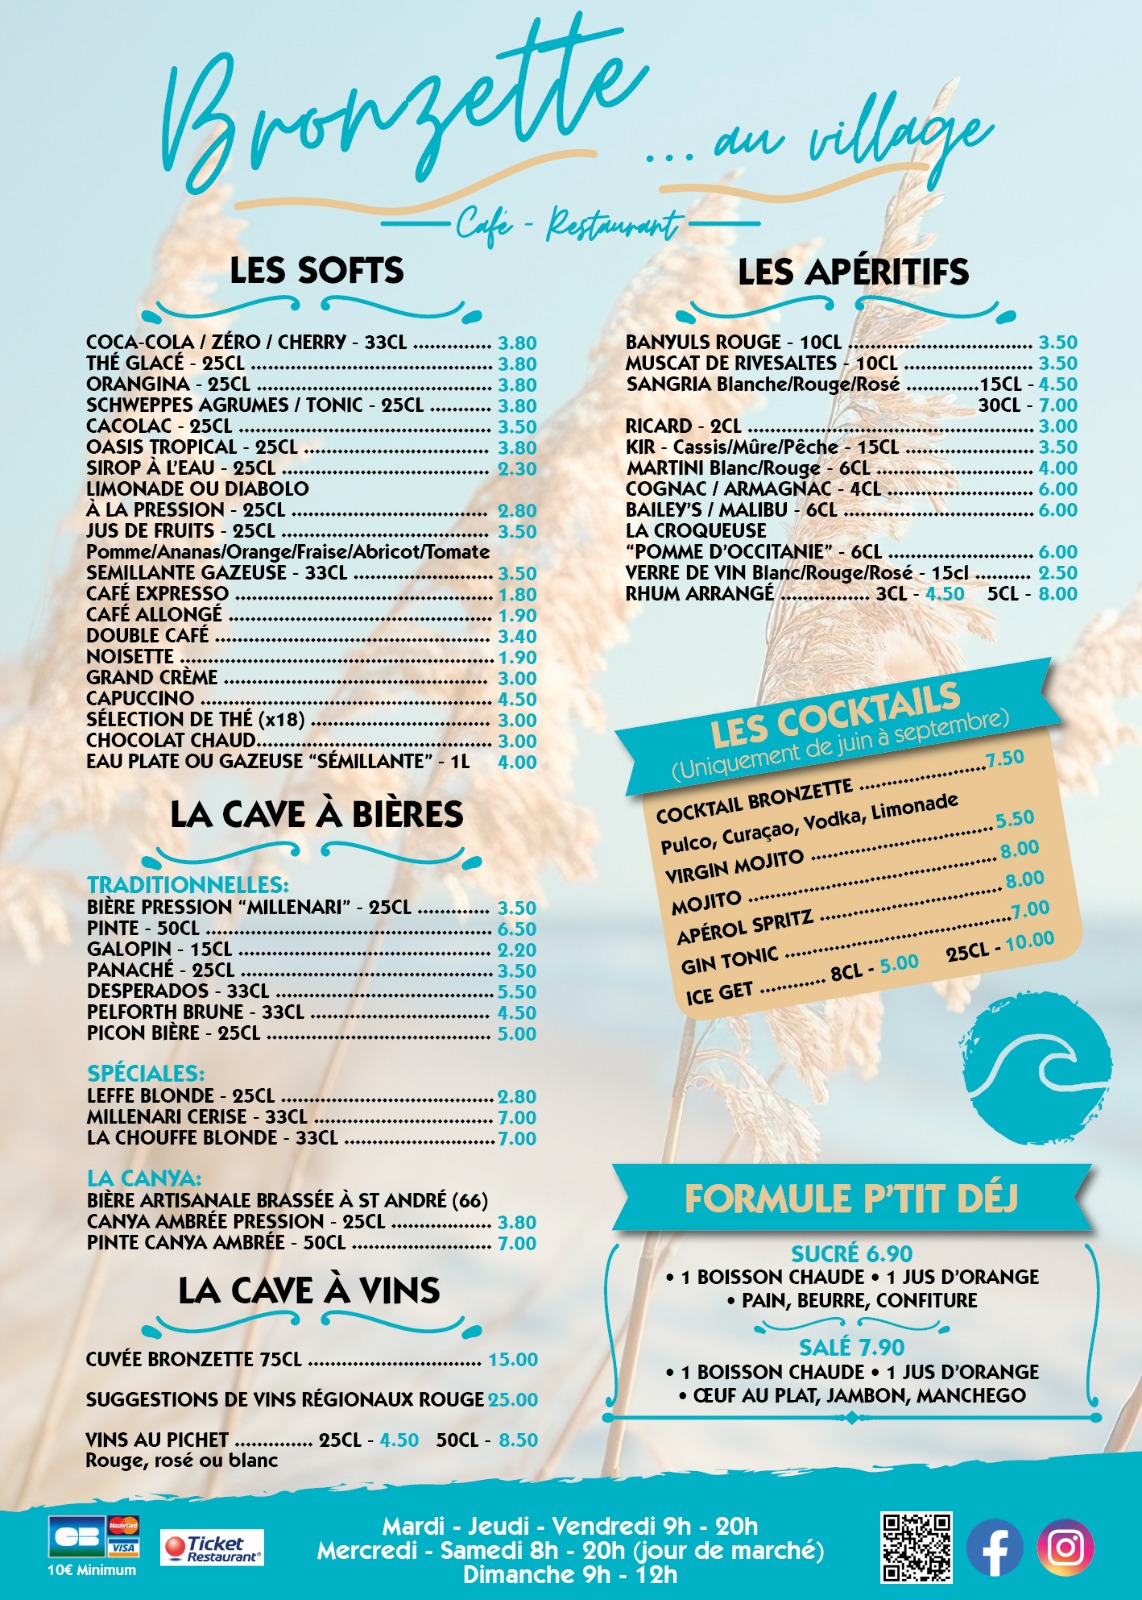 Bronzette ... au village
Café - Restaurant
LES SOFTS
COCA-COLA / ZÉRO / CHERRY - 33CL .............. 3.80
THÉ GLACÉ - 25CL .............. 3.80
ORANGINA - 25CL .............. 3.80
SCHWEPPES AGRUMES / TONIC - 25CL ........... 3.80
CACOLAC - 25CL .............. 3.50
OASIS TROPICAL - 25CL .............. 3.80
SIROP À L'EAU - 25CL .............. 2.30
LIMONADE OU DIABOLO
À LA PRESSION - 25CL .............. 2.80
JUS DE FRUITS - 25CL .............. 3.50
Pomme/Ananas/Orange/Fraise/Abricot/Tomate
SEMILLANTE GAZEUSE - 33CL .............. 3.50
CAFÉ EXPRESSO .............. 1.80
CAFÉ ALLONGÉ .............. 1.90
DOUBLE CAFÉ .............. 3.40
NOISETTE .............. 1.90
GRAND CRÈME .............. 3.00
CAPUCCINO .............. 4.50
SÉLECTION DE THÉ (x18) .............. 3.00
CHOCOLAT CHAUD.............. 3.00
EAU PLATE OU GAZEUSE "SÉMILLANTE" - 1L 4.00
LA CAVE À BIÈRES
TRADITIONNELLES:
BIÈRE PRESSION "MILLENARI" - 25CL ............. 3.50
PINTE - 50CL .............. 6.50
GALOPIN - 15CL .............. 2.20
PANACHÉ - 25CL .............. 3.50
DESPERADOS - 33CL .............. 5.50
PELFORTH BRUNE - 33CL .............. 4.50
PICON BIÈRE - 25CL .............. 5.00
SPÉCIALES:
LEFFE BLONDE - 25CL .............. 2.80
MILLENARI CERISE - 33CL .............. 7.00
LA CHOUFFE BLONDE - 33CL .............. 7.00
LA CANYA:
BIÈRE ARTISANALE BRASSÉE À ST ANDRÉ (66)
CANYA AMBRÉE PRESSION - 25CL .............. 3.80
PINTE CANYA AMBRÉE - 50CL .............. 7.00
LA CAVE À VINS
CUVÉE BRONZETTE 75CL .............. 15.00
SUGGESTIONS DE VINS RÉGIONAUX ROUGE 25.00
VINS AU PICHET .............. 25CL - 4.50 50CL - 8.50
Rouge, rosé ou blanc
LES APÉRITIFS
BANYULS ROUGE - 10CL .............. 3.50
MUSCAT DE RIVESALTES - 10CL .............. 3.50
SANGRIA Blanche/Rouge/Rosé .............15CL - 4.50
30CL - 7.00
RICARD - 2CL .............. 3.00
KIR - Cassis/Mûre/Pêche - 15CL .............. 3.50
MARTINI Blanc/Rouge - 6CL .............. 4.00
COGNAC / ARMAGNAC - 4CL .............. 6.00
BAILEY'S / MALIBU - 6CL .............. 6.00
LA CROQUEUSE
"POMME D'OCCITANIE" - 6CL .............. 6.00
VERRE DE VIN Blanc/Rouge/Rosé - 15cl .......... 2.50
RHUM ARRANGÉ ................ 3CL - 4.50 5CL - 8.00
LES COCKTAILS
(Uniquement de juin à septembre)
COCKTAIL BRONZETTE .............. 7.50
Pulco, Curaçao, Vodka, Limonade
VIRGIN MOJITO .............. 5.50
MOJITO .............. 8.00
APÉROL SPRITZ .............. 8.00
GIN TONIC .............. 7.00
ICE GET ............ 8CL - 5.00 25CL - 10.00
FORMULE P'TIT DÉJ
SUCRÉ 6.90
• 1 BOISSON CHAUDE • 1 JUS D'ORANGE
• PAIN, BEURRE, CONFITURE
SALÉ 7.90
• 1 BOISSON CHAUDE • 1 JUS D'ORANGE
• ŒUF AU PLAT, JAMBON, MANCHEGO
CB MasterCard VISA
10€ Minimum
Ticket Restaurant®
Mardi - Jeudi - Vendredi 9h - 20h
Mercredi - Samedi 8h - 20h (jour de marché)
Dimanche 9h - 12h